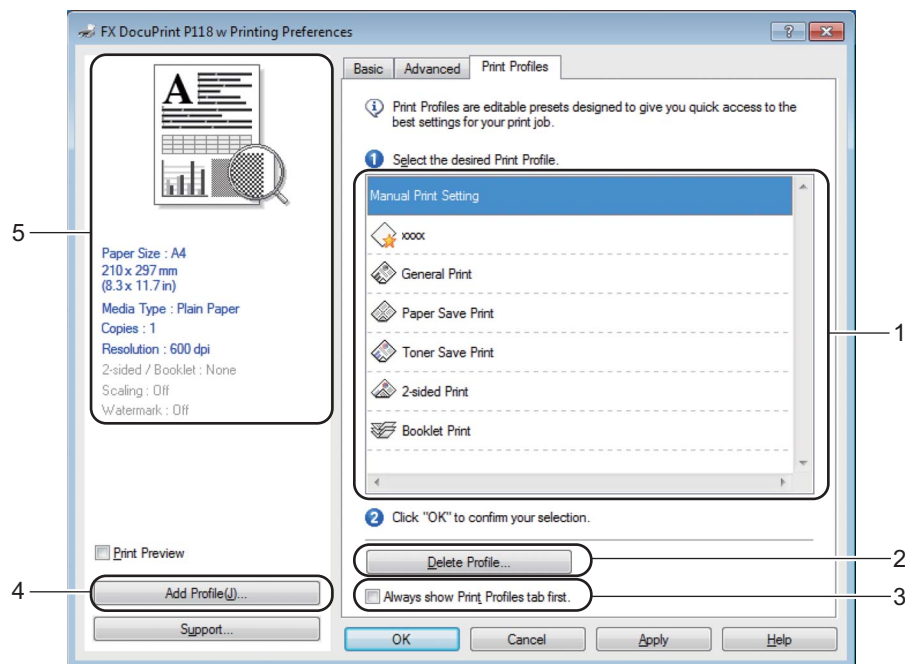 FX DocuPrint P118 w Printing Preferences
Basic Advanced Print Profiles
A
Print Profiles are editable presets designed to give you quick access to the
best settings for your print job.
1 Select the desired Print Profile.
Manual Print Setting
xxxx
General Print
Paper Save Print
Toner Save Print
2-sided Print
Booklet Print
2 Click "OK" to confirm your selection.
Delete Profile...
Always show Print Profiles tab first.
Paper Size : A4
210 x 297 mm
(8.3 x 11.7 in)
Media Type : Plain Paper
Copies : 1
Resolution : 600 dpi
2-sided / Booklet : None
Scaling : Off
Watermark : Off
Print Preview
Add Profile(J)...
Support...
OK Cancel Apply Help
1
2
3
4
5